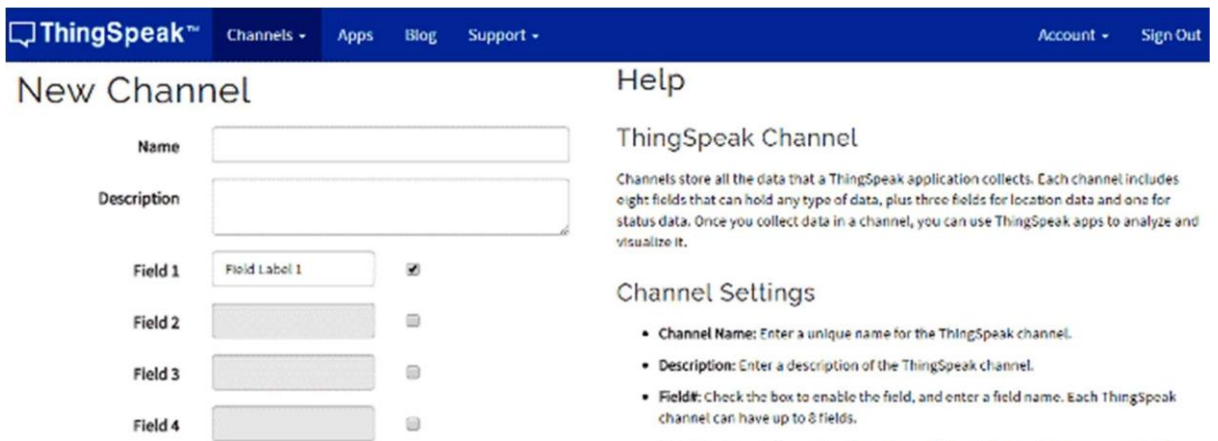 ThingSpeak™ Channels Apps Blog Support Account Sign Out
New Channel
Name
Description
Field 1 Field Label 1
Field 2
Field 3
Field 4
Help
ThingSpeak Channel
Channels store all the data that a ThingSpeak application collects. Each channel includes
eight fields that can hold any type of data, plus three fields for location data and one for
status data. Once you collect data in a channel, you can use ThingSpeak apps to analyze and
visualize it.
Channel Settings
• Channel Name: Enter a unique name for the ThingSpeak channel.
• Description: Enter a description of the ThingSpeak channel.
• Field#: Check the box to enable the field, and enter a field name. Each ThingSpeak
channel can have up to 8 fields.